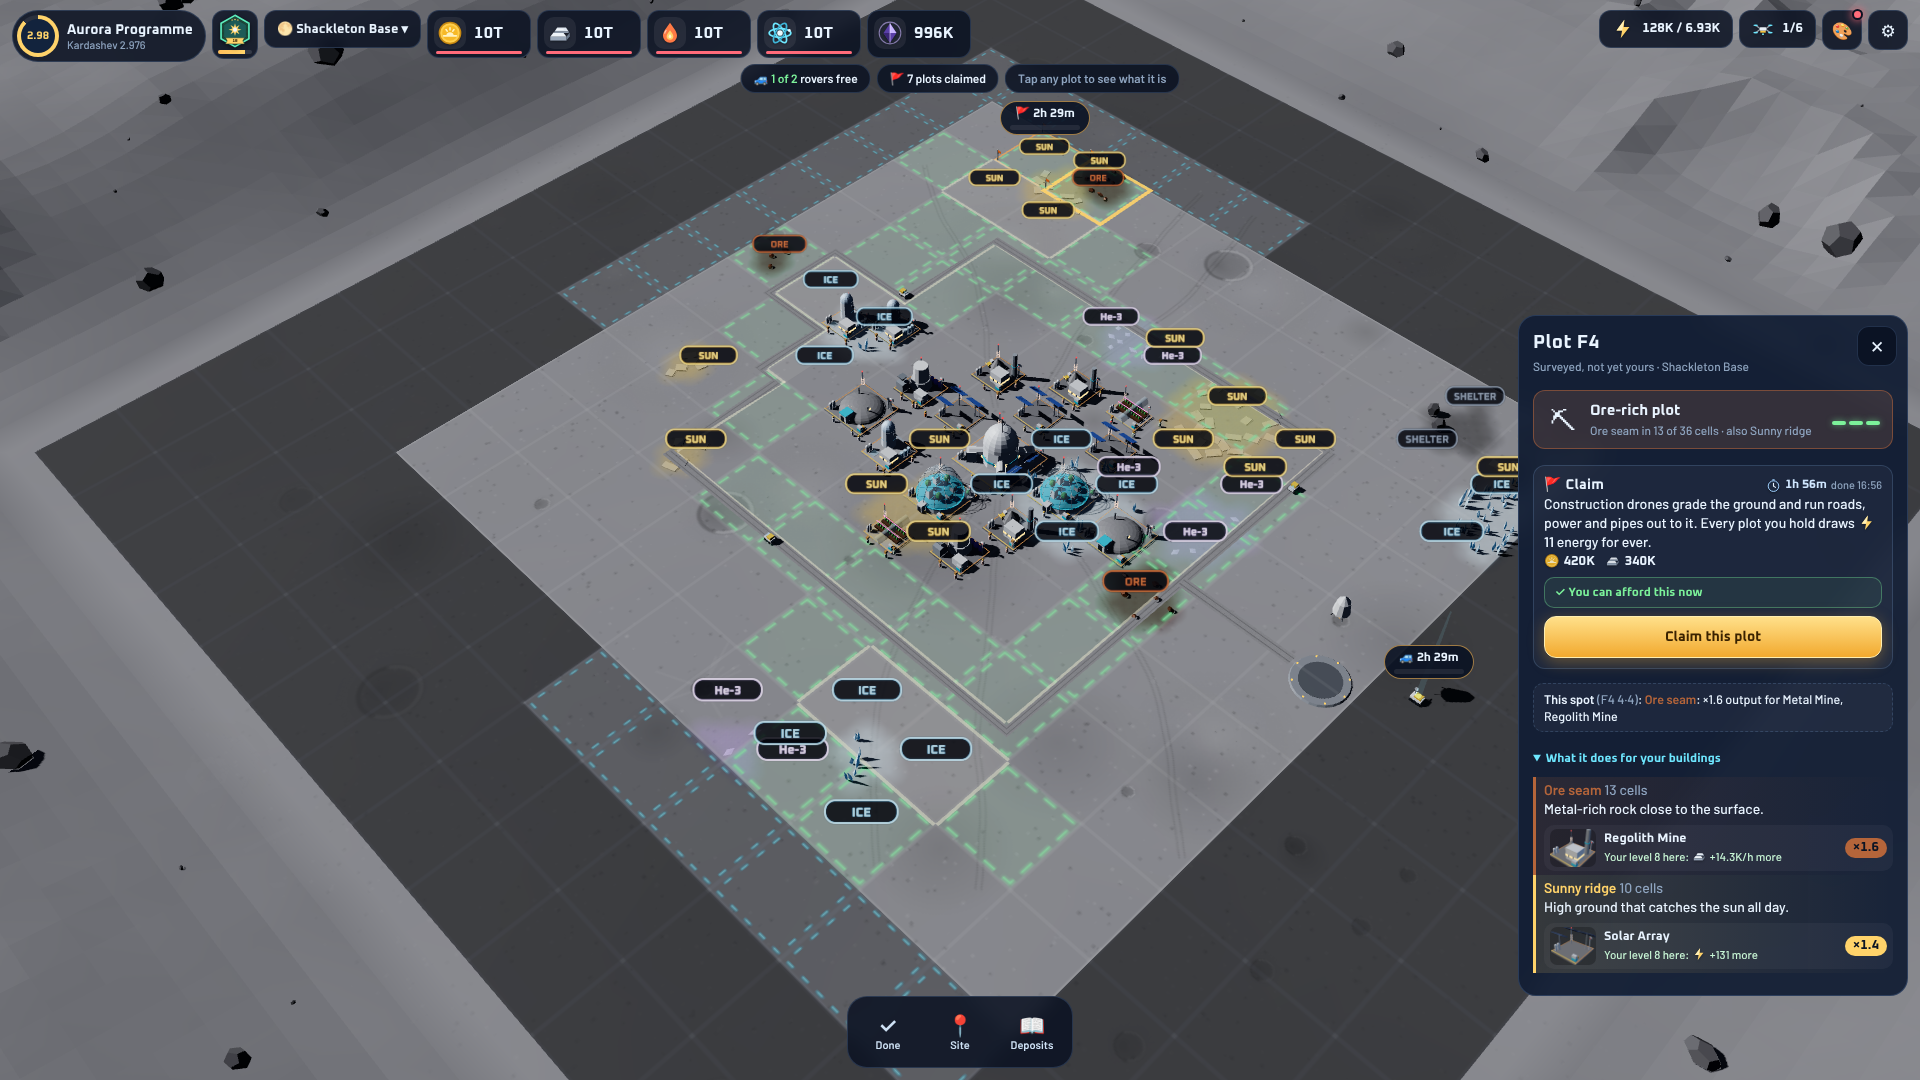 2.98
Aurora Programme
Kardashev 2.976
Shackleton Base ▾
10T
10T
10T
10T
996K
128K / 6.93K
1/6
1 of 2 rovers free
7 plots claimed
Tap any plot to see what it is
2h 29m
SUN
SUN
SUN
ORE
SUN
ORE
ICE
ICE
He-3
SUN
SUN
ICE
He-3
SUN
SHELTER
SUN
SUN
ICE
SUN
SUN
SHELTER
He-3
SUN
SUN
SUN
ICE
ICE
He-3
ICE
SUN
ICE
He-3
ICE
ORE
2h 29m
He-3
ICE
ICE
He-3
ICE
ICE
Plot F4
Surveyed, not yet yours · Shackleton Base
Ore-rich plot
Ore seam in 13 of 36 cells · also Sunny ridge
Claim
1h 56m done 16:56
Construction drones grade the ground and run roads,
power and pipes out to it. Every plot you hold draws ⚡
11 energy for ever.
420K 340K
✓ You can afford this now
Claim this plot
This spot (F4 4·4): Ore seam: ×1.6 output for Metal Mine,
Regolith Mine
▾ What it does for your buildings
Ore seam 13 cells
Metal-rich rock close to the surface.
Regolith Mine
Your level 8 here: +14.3K/h more
×1.6
Sunny ridge 10 cells
High ground that catches the sun all day.
Solar Array
Your level 8 here: ⚡ +131 more
×1.4
Done
Site
Deposits